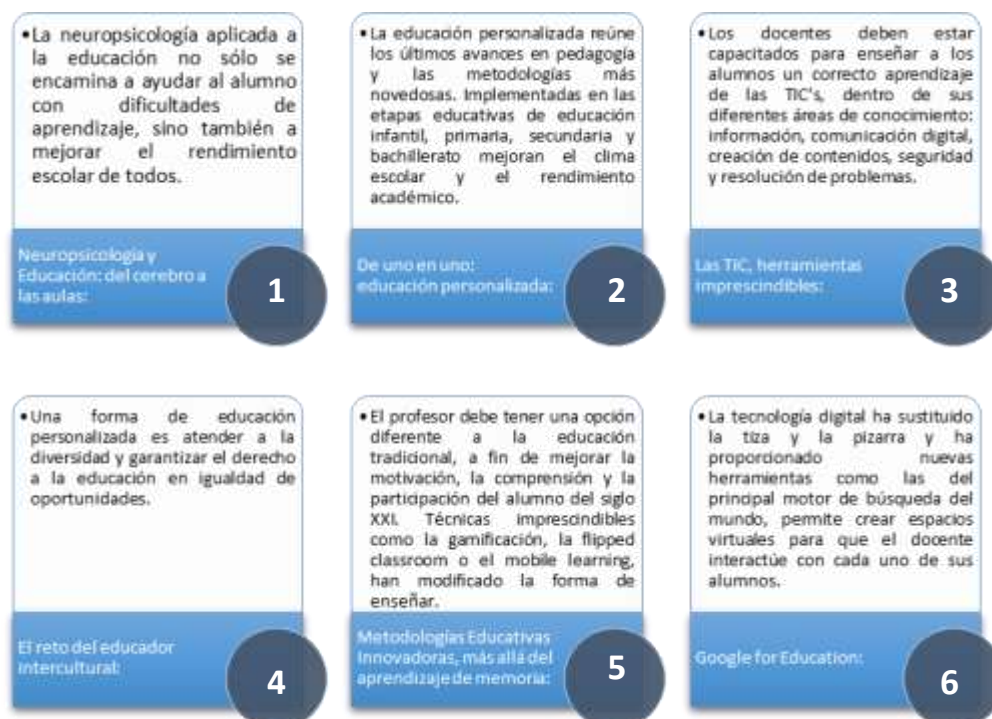 •La neuropsicología aplicada a
la educación no sólo se
encamina a ayudar al alumno
con dificultades de
aprendizaje, sino también a
mejorar el rendimiento
escolar de todos.
Neuropsicología y
Educación: del cerebro a
las aulas:
1
•La educación personalizada reúne
los últimos avances en pedagogía
y las metodologías más
novedosas. Implementadas en las
etapas educativas de educación
infantil, primaria, secundaria y
bachillerato mejoran el clima
escolar y el rendimiento
académico.
De uno en uno:
educación personalizada:
2
•Los docentes deben estar
capacitados para enseñar a los
alumnos un correcto aprendizaje
de las TIC's, dentro de sus
diferentes áreas de conocimiento:
información, comunicación digital,
creación de contenidos, seguridad
y resolución de problemas.
Las TIC, herramientas
imprescindibles:
3
•Una forma de educación
personalizada es atender a la
diversidad y garantizar el derecho
a la educación en igualdad de
oportunidades.
El reto del educador
intercultural:
4
•El profesor debe tener una opción
diferente a la educación
tradicional, a fin de mejorar la
motivación, la comprensión y la
participación del alumno del siglo
XXI. Técnicas imprescindibles
como la gamificación, la flipped
classroom o el mobile learning,
han modificado la forma de
enseñar.
Metodologías Educativas
Innovadoras, más allá del
aprendizaje de memoria:
5
•La tecnología digital ha sustituido
la tiza y la pizarra y ha
proporcionado nuevas
herramientas como las del
principal motor de búsqueda del
mundo, permite crear espacios
virtuales para que el docente
interactúe con cada uno de sus
alumnos.
Google for Education:
6